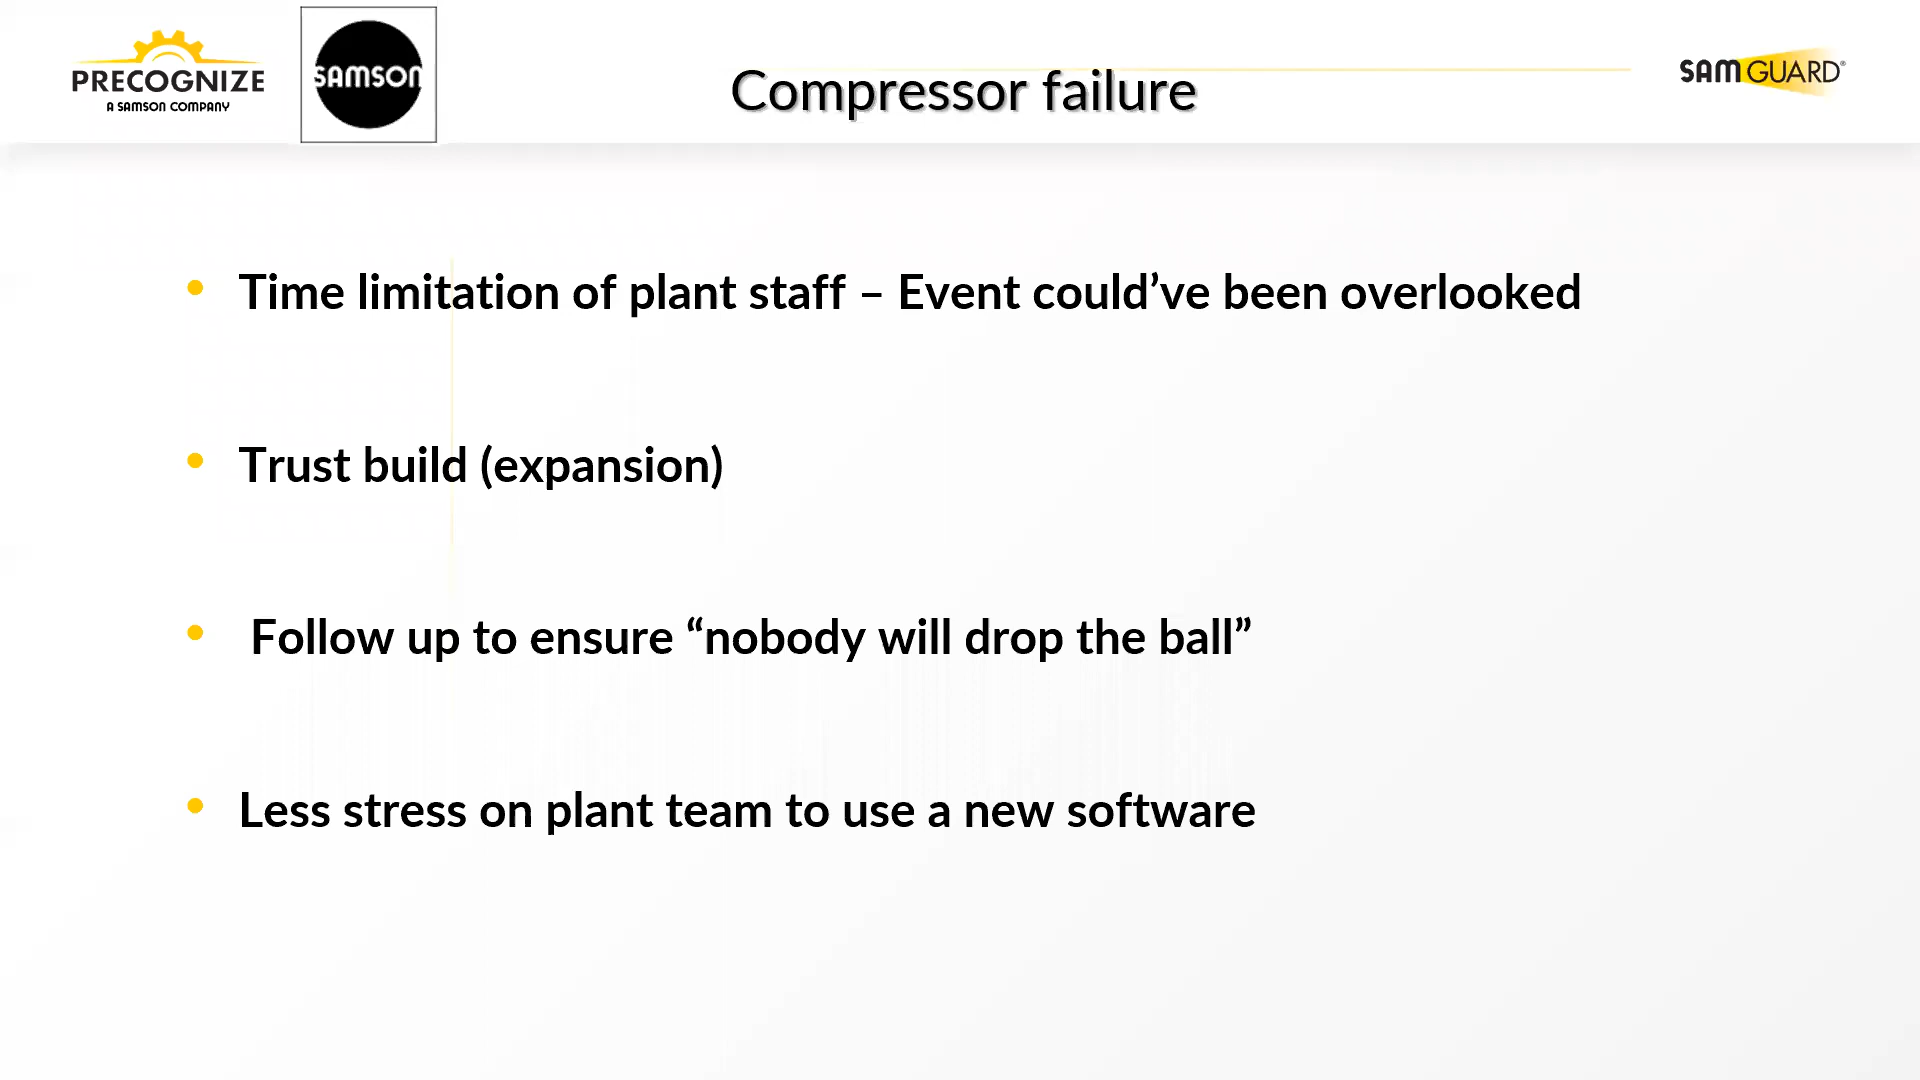 PRECOGNIZE
A SAMSON COMPANY
SAMSON
Compressor failure
SAMGUARD®
• Time limitation of plant staff – Event could’ve been overlooked
• Trust build (expansion)
• Follow up to ensure “nobody will drop the ball”
• Less stress on plant team to use a new software